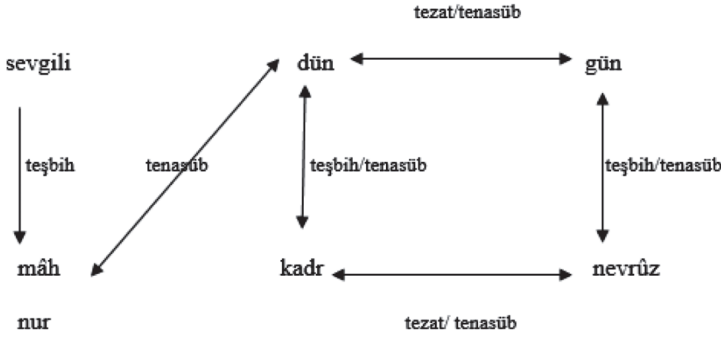 tezat/tenasüb
sevgili dün gün
teşbih tenasüb teşbih/tenasüb teşbih/tenasüb
mâh kadr nevrûz
nur tezat/ tenasüb